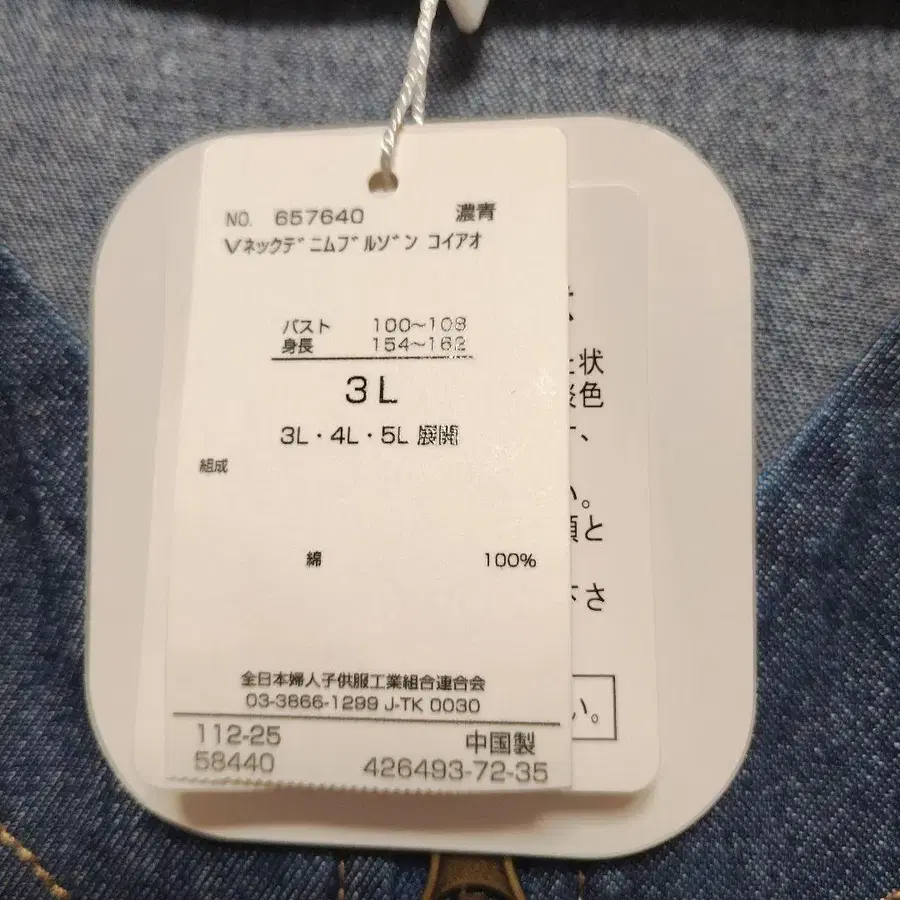 NO. 657640 濃青
Vネックデニムブルゾン コイアオ
バスト 100~108
身長 154~162
3L
3L・4L・5L 展開
組成
綿 100%
全日本婦人子供服工業組合連合会
03-3866-1299 J-TK 0030
112-25 中国製
58440 426493-72-35
状
色
、
い。
と
下さ
い。